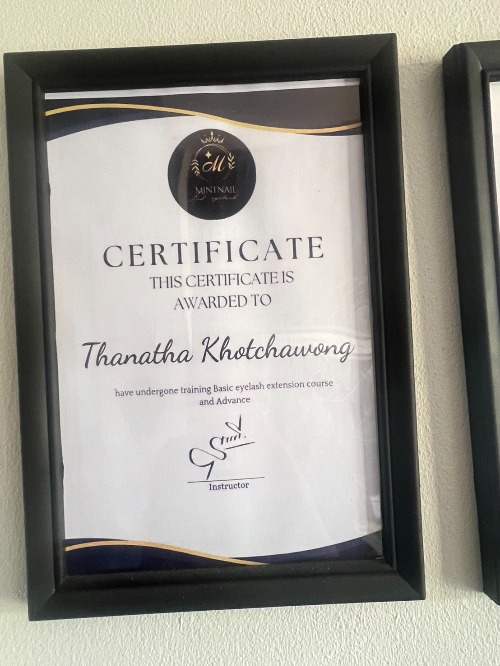 M
MINTNAIL
CERTIFICATE
THIS CERTIFICATE IS
AWARDED TO
Thanatha Khotchawong
have undergone training Basic eyelash extension course
and Advance
Instructor